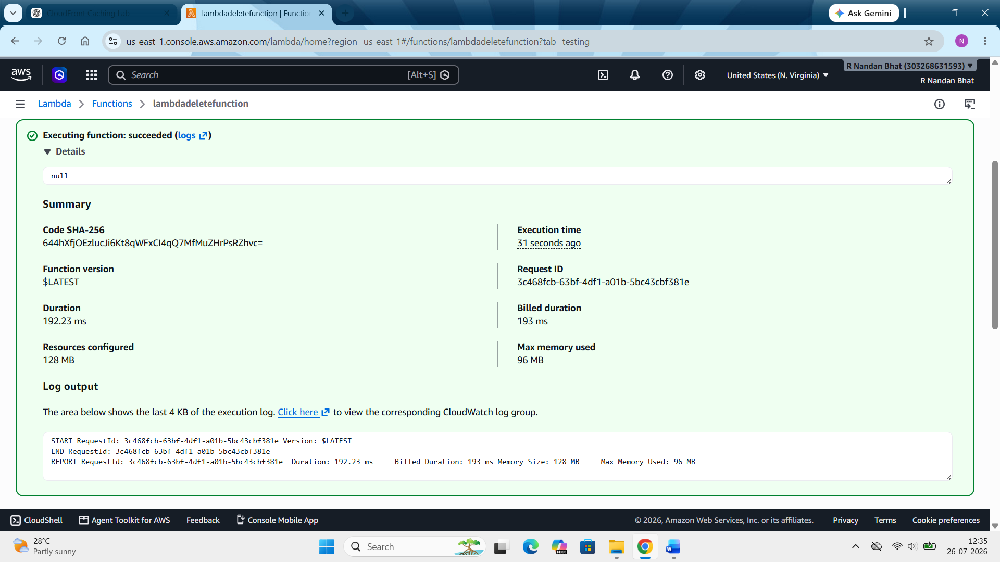 CloudFront Caching Lab
lambdadeletefunction | Functio
Ask Gemini
us-east-1.console.aws.amazon.com/lambda/home?region=us-east-1#/functions/lambdadeletefunction?tab=testing
N
aws
Search
[Alt+S]
United States (N. Virginia)
R Nandan Bhat (303268631593)
R Nandan Bhat
Lambda
Functions
lambdadeletefunction
Executing function: succeeded (logs)
Details
null
Summary
Code SHA-256
644hXfjOEzlucJi6Kt8qWFxCI4qQ7MfMuZHrPsRZhvc=
Execution time
31 seconds ago
Function version
$LATEST
Request ID
3c468fcb-63bf-4df1-a01b-5bc43cbf381e
Duration
192.23 ms
Billed duration
193 ms
Resources configured
128 MB
Max memory used
96 MB
Log output
The area below shows the last 4 KB of the execution log. Click here to view the corresponding CloudWatch log group.
START RequestId: 3c468fcb-63bf-4df1-a01b-5bc43cbf381e Version: $LATEST
END RequestId: 3c468fcb-63bf-4df1-a01b-5bc43cbf381e
REPORT RequestId: 3c468fcb-63bf-4df1-a01b-5bc43cbf381e Duration: 192.23 ms Billed Duration: 193 ms Memory Size: 128 MB Max Memory Used: 96 MB
CloudShell
Agent Toolkit for AWS
Feedback
Console Mobile App
© 2026, Amazon Web Services, Inc. or its affiliates.
Privacy
Terms
Cookie preferences
28°C
Partly sunny
Search
M365
W
12:35
26-07-2026